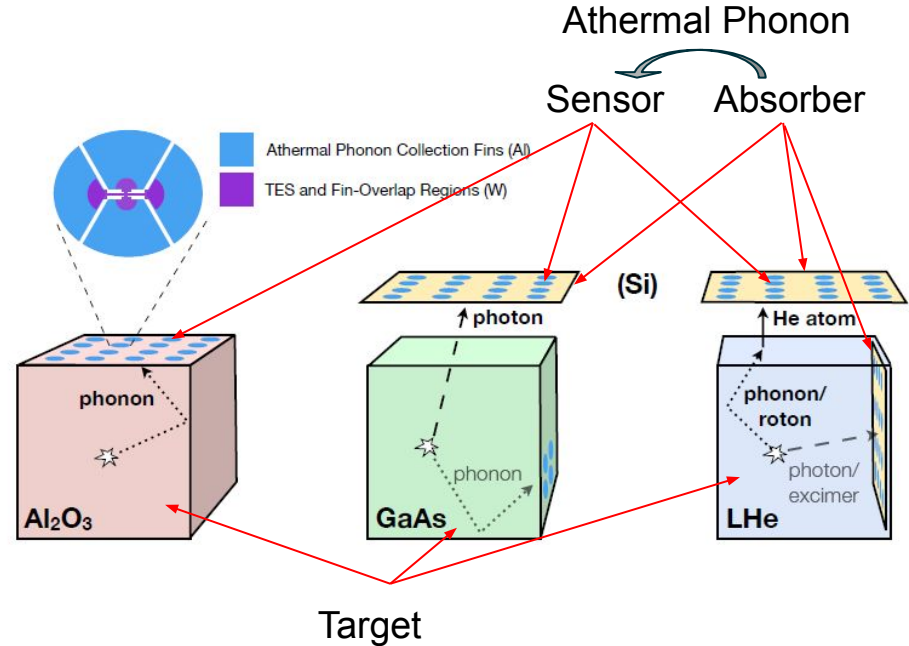 Athermal Phonon
Sensor Absorber
Athermal Phonon Collection Fins (Al)
TES and Fin-Overlap Regions (W)
(Si)
photon
He atom
phonon
phonon/
roton
phonon
photon/
excimer
Al₂O₃
GaAs
LHe
Target